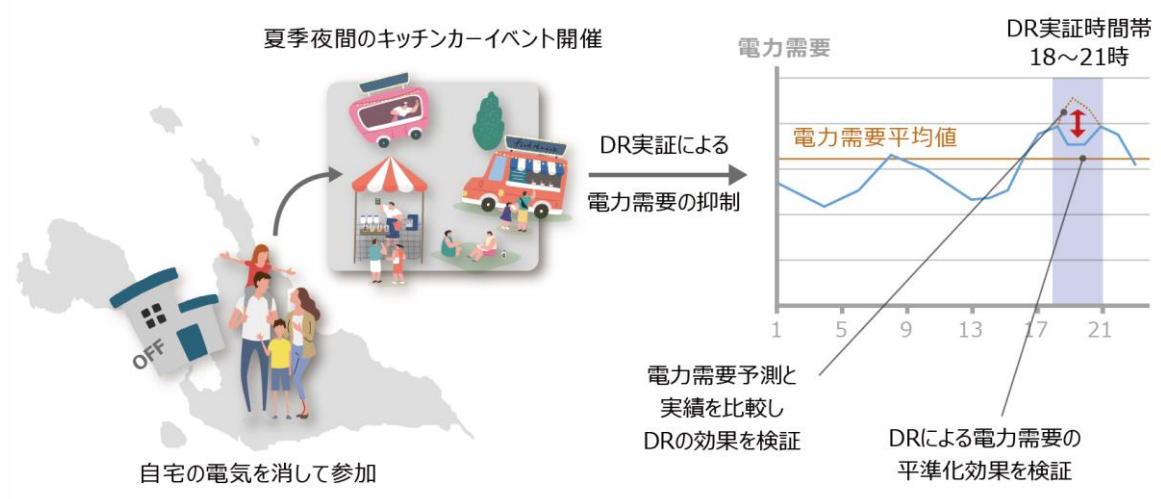 夏季夜間のキッチンカーイベント開催
OFF
自宅の電気を消して参加
DR実証による
電力需要の抑制
電力需要
DR実証時間帯
18～21時
電力需要平均値
1 5 9 13 17 21
電力需要予測と
実績を比較し
DRの効果を検証
DRによる電力需要の
平準化効果を検証